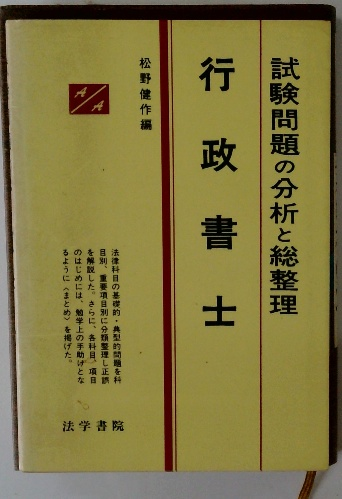 試験問題の分析と総整理
行政書士
松野健作編
A/A
法律科目の基礎的・典型的問題を科
目別、重要項目別に分類整理し正誤
を解説した。さらに、各科目、項目
のはじめには、勉学上の手助けとな
るように〈まとめ〉を掲げた。
法学書院